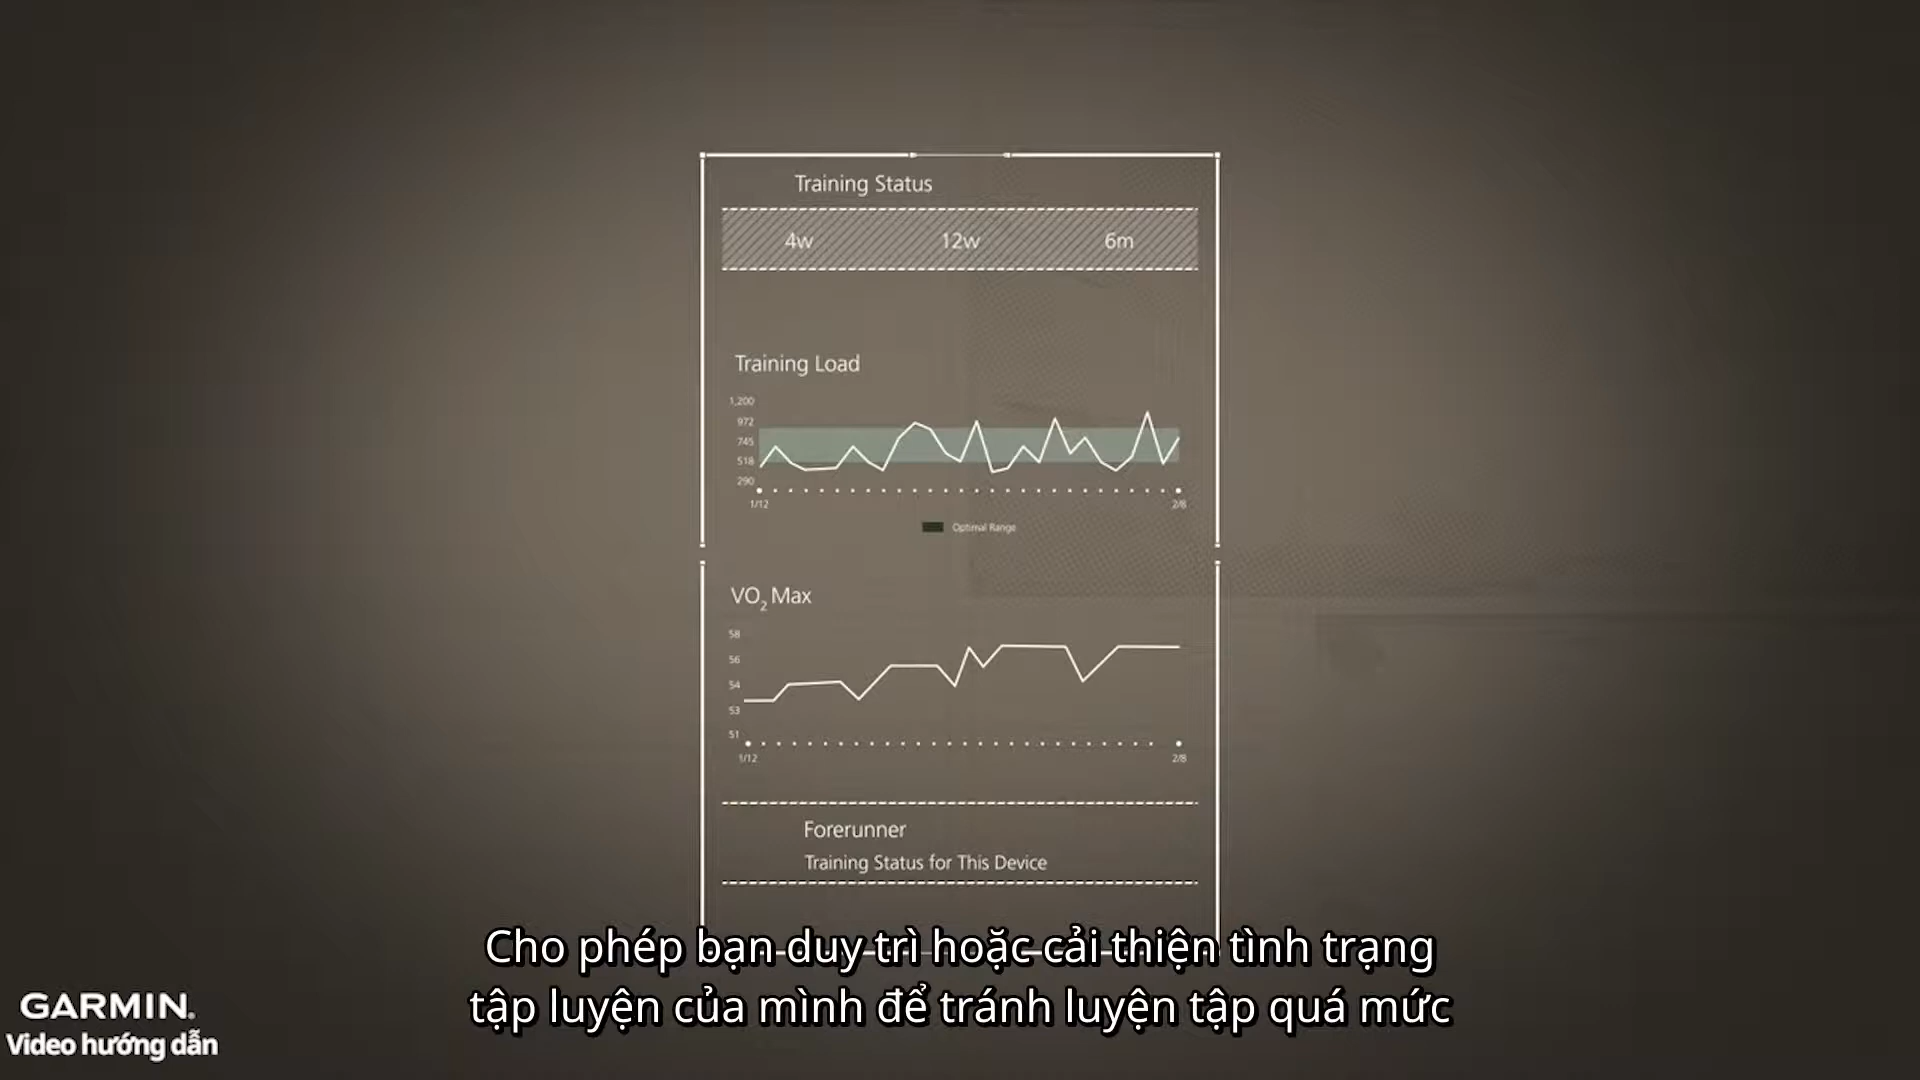 Training Status
4w 12w 6m
Training Load
1,200
972
745
518
290
1/12 2/8
Optimal Range
VO2 Max
58
56
54
53
51
1/12 2/8
Forerunner
Training Status for This Device
Cho phép bạn duy trì hoặc cải thiện tình trạng
tập luyện của mình để tránh luyện tập quá mức
GARMIN.
Video hướng dẫn